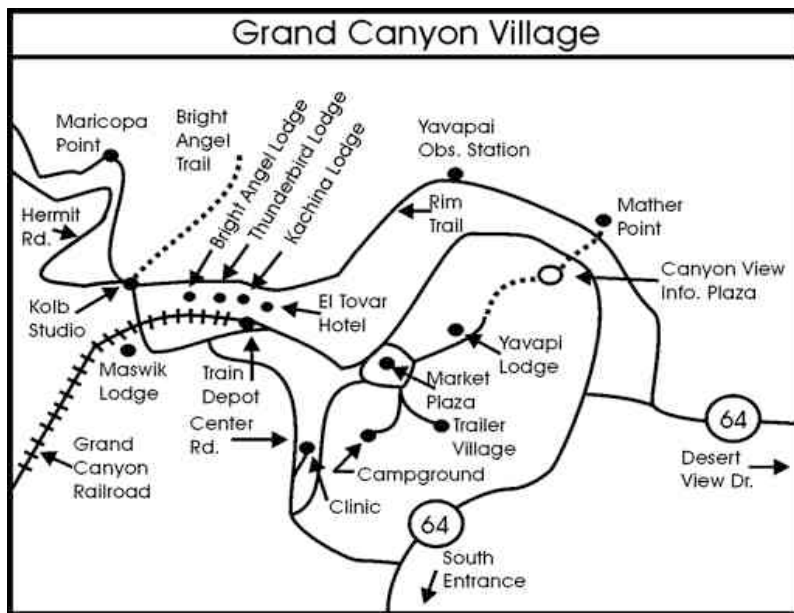 Grand Canyon Village
Maricopa
Point
Bright
Angel
Trail
Bright Angel Lodge
Thunderbird Lodge
Kachina Lodge
Yavapai
Obs. Station
Hermit
Rd.
Rim
Trail
Mather
Point
Canyon View
Info. Plaza
Kolb
Studio
El Tovar
Hotel
Maswik
Lodge
Train
Depot
Market
Plaza
Yavapi
Lodge
Center
Rd.
Trailer
Village
Grand
Canyon
Railroad
Campground
Clinic
64
Desert
View Dr.
64
South
Entrance